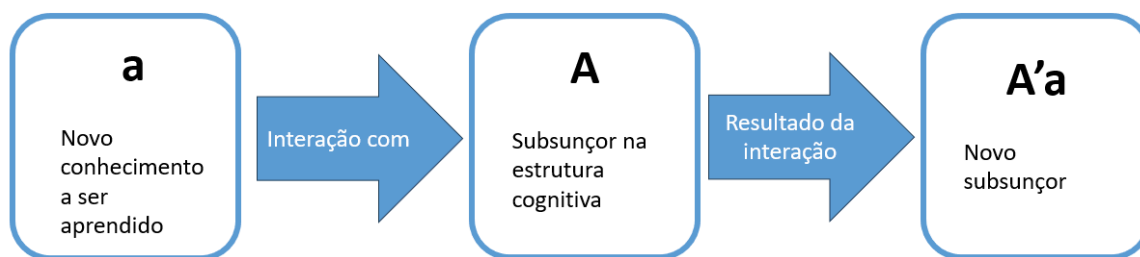 a
Novo
conhecimento
a ser
aprendido
Interação com
A
Subsunçor na
estrutura
cognitiva
Resultado da
interação
A’a
Novo
subsunçor